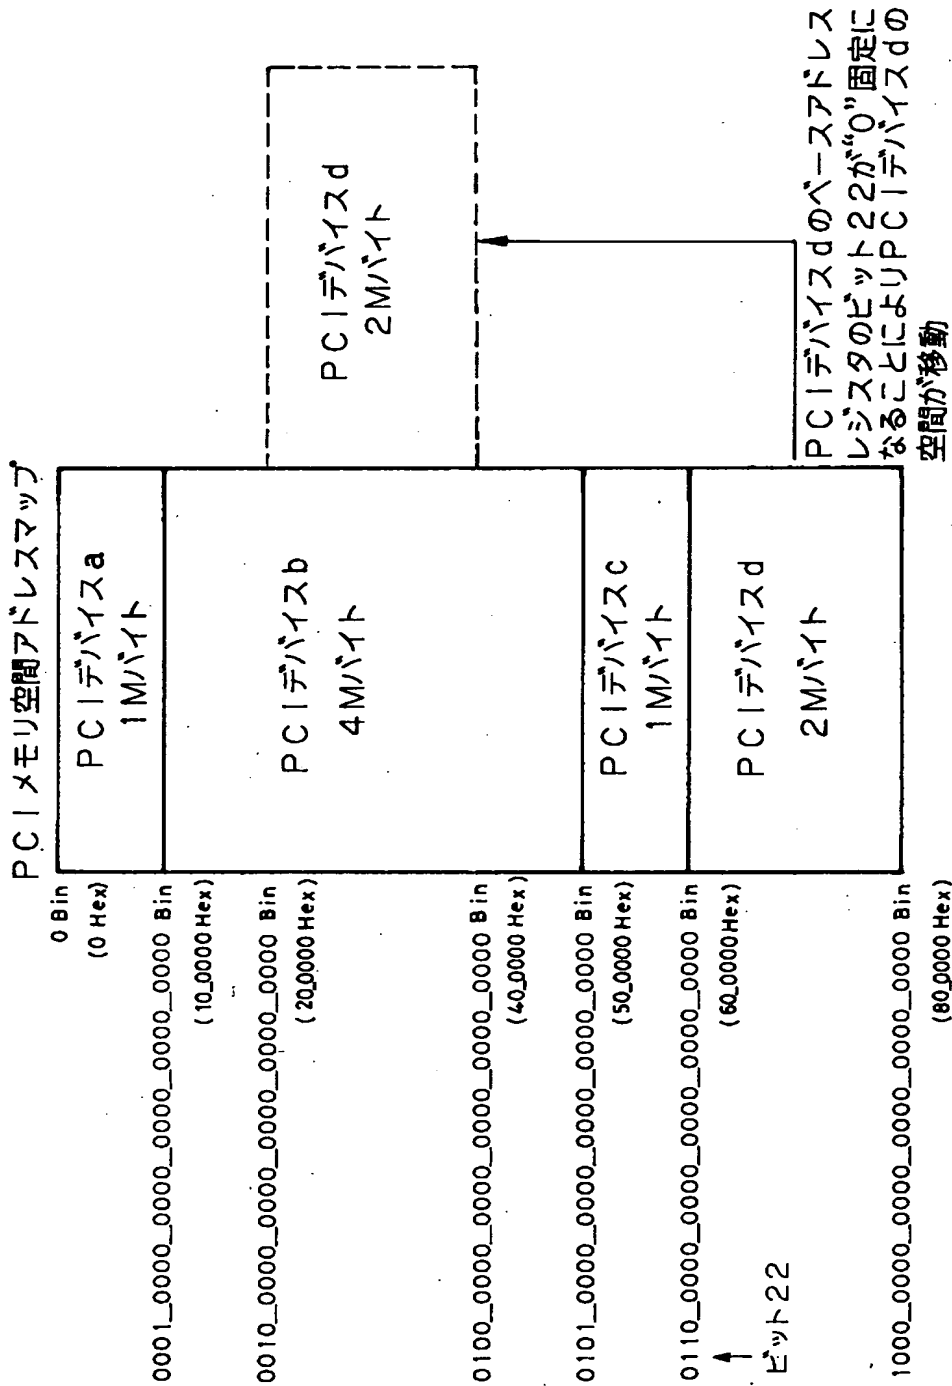 PCIメモリ空間アドレスマップ
0 Bin
(0 Hex)
PCIデバイスa
1Mバイト
0001_0000_0000_0000_0000_0000 Bin
(10_0000 Hex)
PCIデバイスb
4Mバイト
0010_0000_0000_0000_0000_0000 Bin
(20_0000 Hex)
PCIデバイスd
2Mバイト
0100_0000_0000_0000_0000_0000 Bin
(40_0000 Hex)
0101_0000_0000_0000_0000_0000 Bin
(50_0000 Hex)
PCIデバイスc
1Mバイト
0110_0000_0000_0000_0000_0000 Bin
(60_0000Hex)
ビット22
PCIデバイスd
2Mバイト
1000_0000_0000_0000_0000_0000 Bin
(80_0000 Hex)
PCIデバイスdのベースアドレス
レジスタのビット22が“0”固定に
なることによりPCIデバイスdの
空間が移動